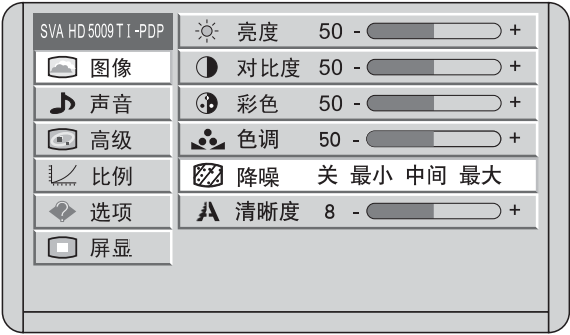 SVA HD5009TI-PDP
图像
声音
高级
比例
选项
屏显
亮度 50 - +
对比度 50 - +
彩色 50 - +
色调 50 - +
降噪 关 最小 中间 最大
清晰度 8 - +